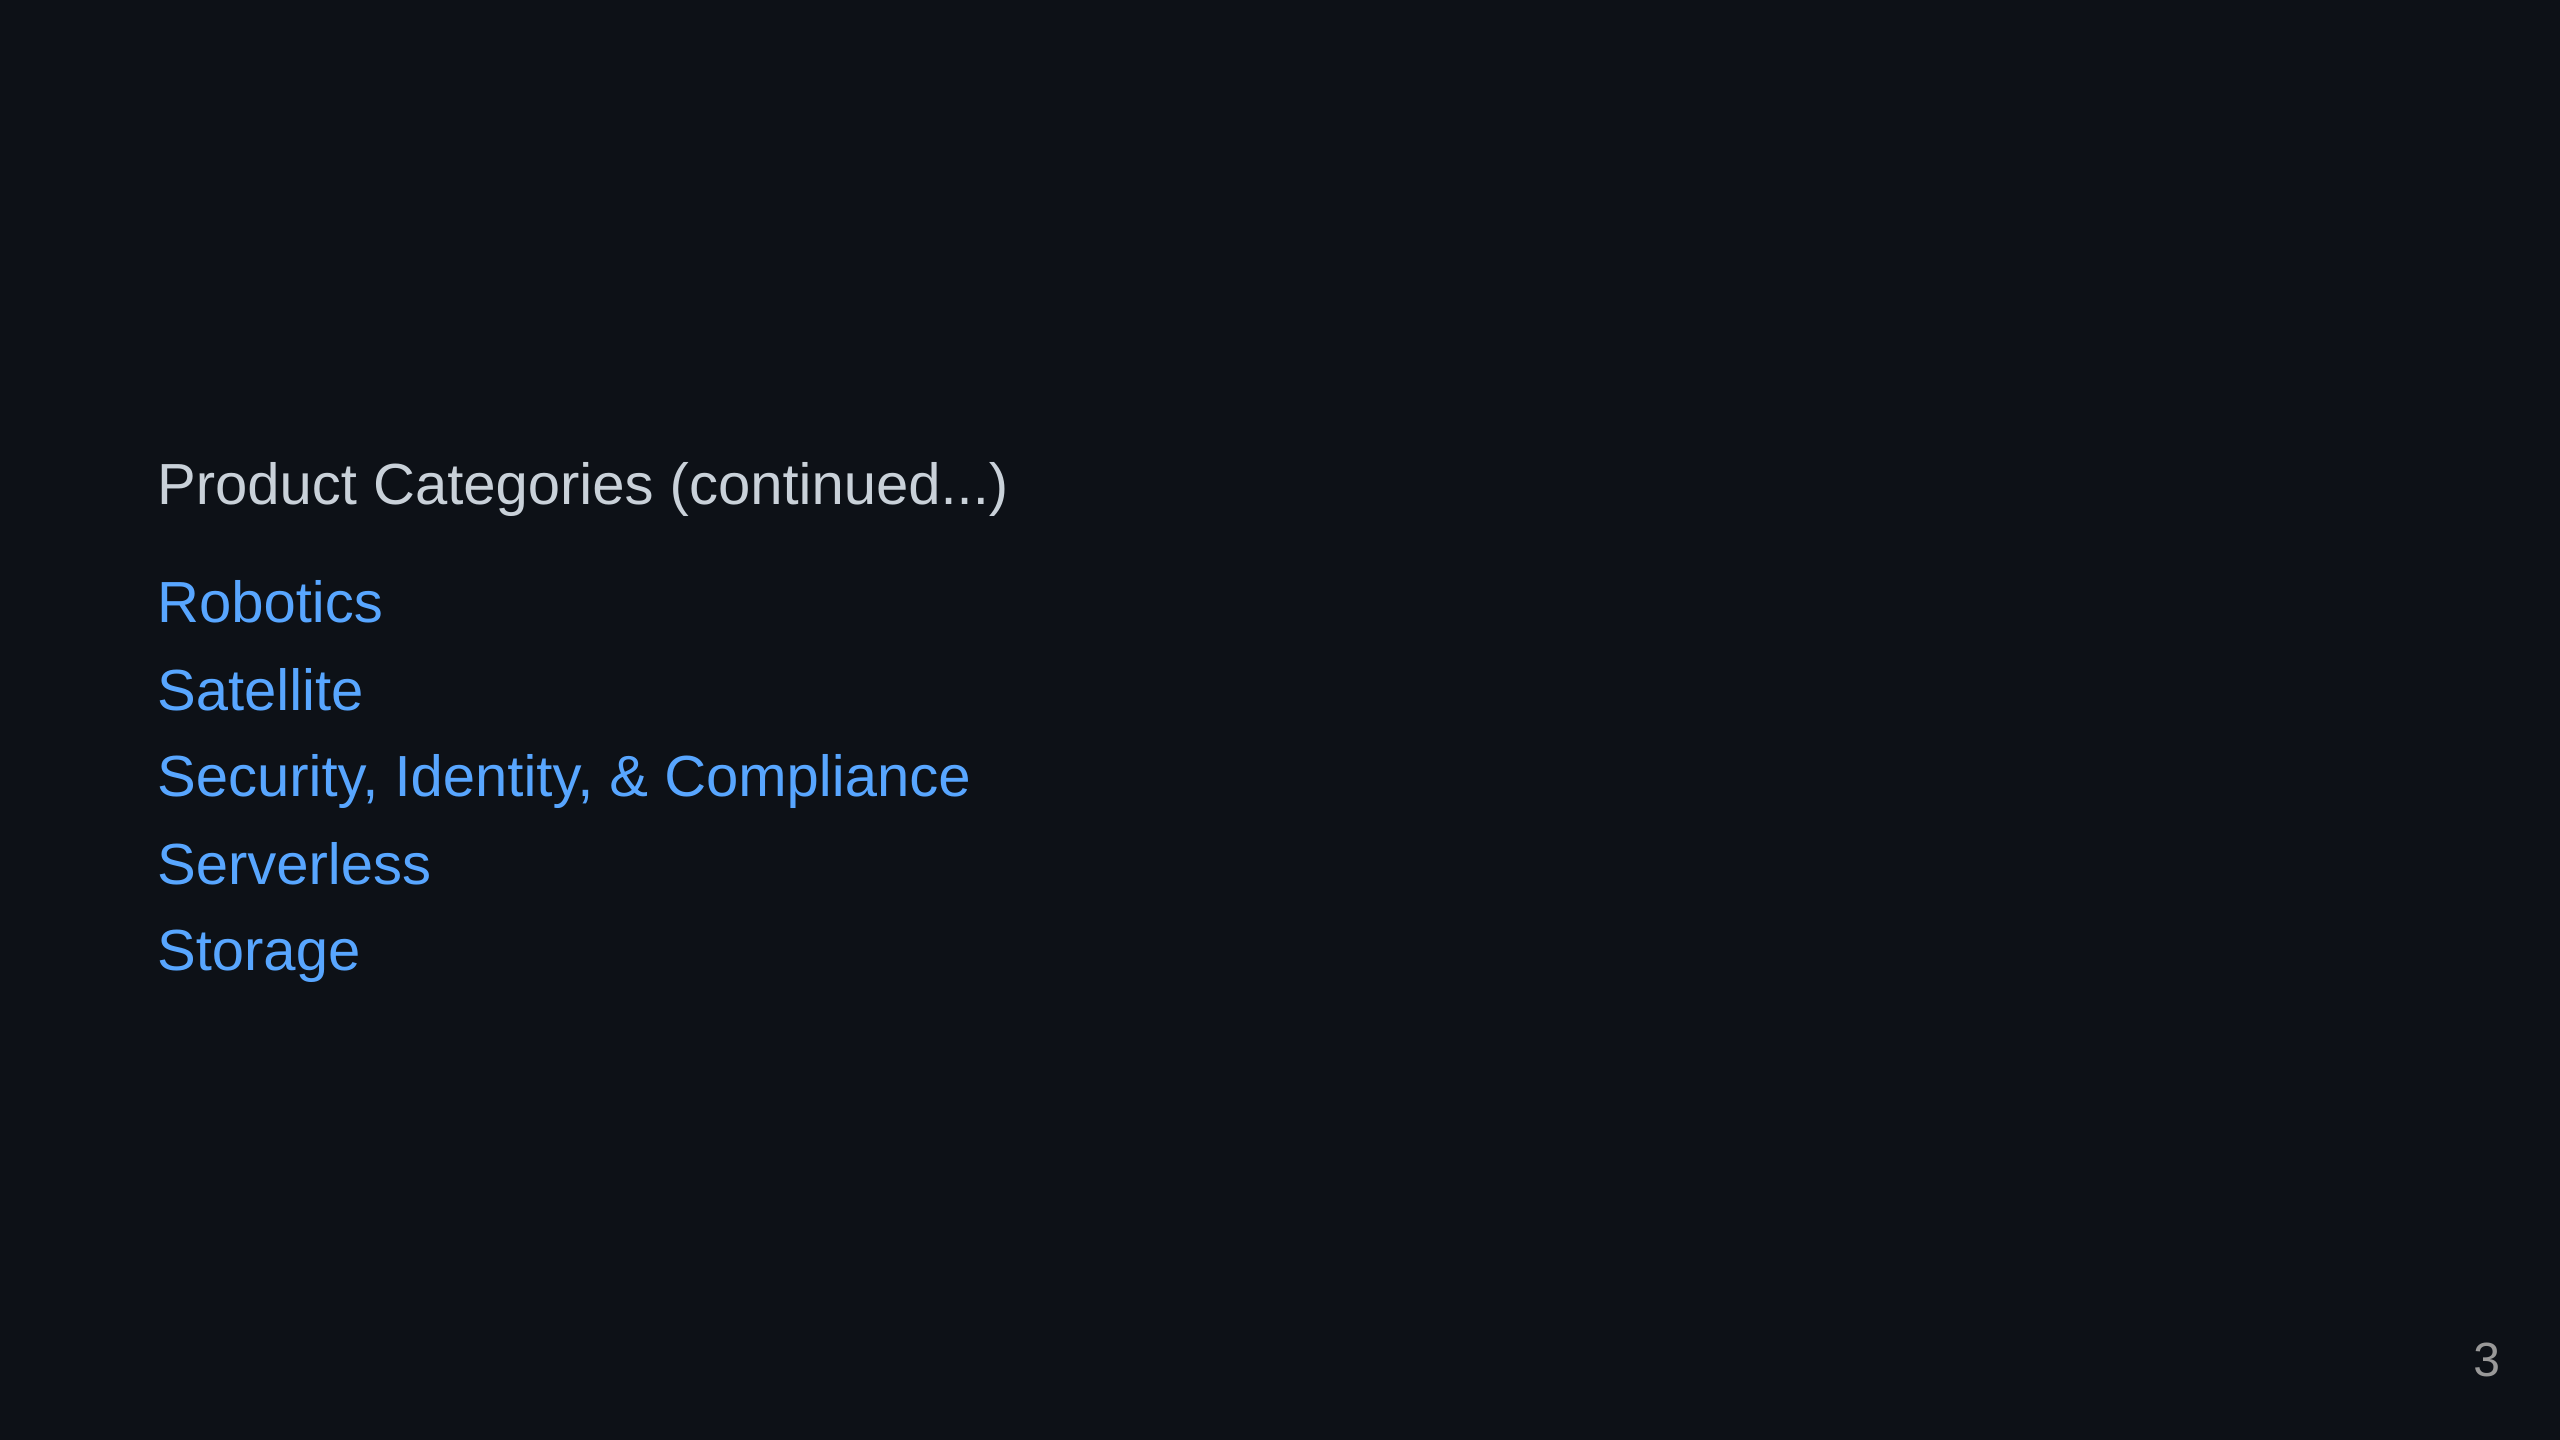 Product Categories (continued...)
Robotics
Satellite
Security, Identity, & Compliance
Serverless
Storage
3